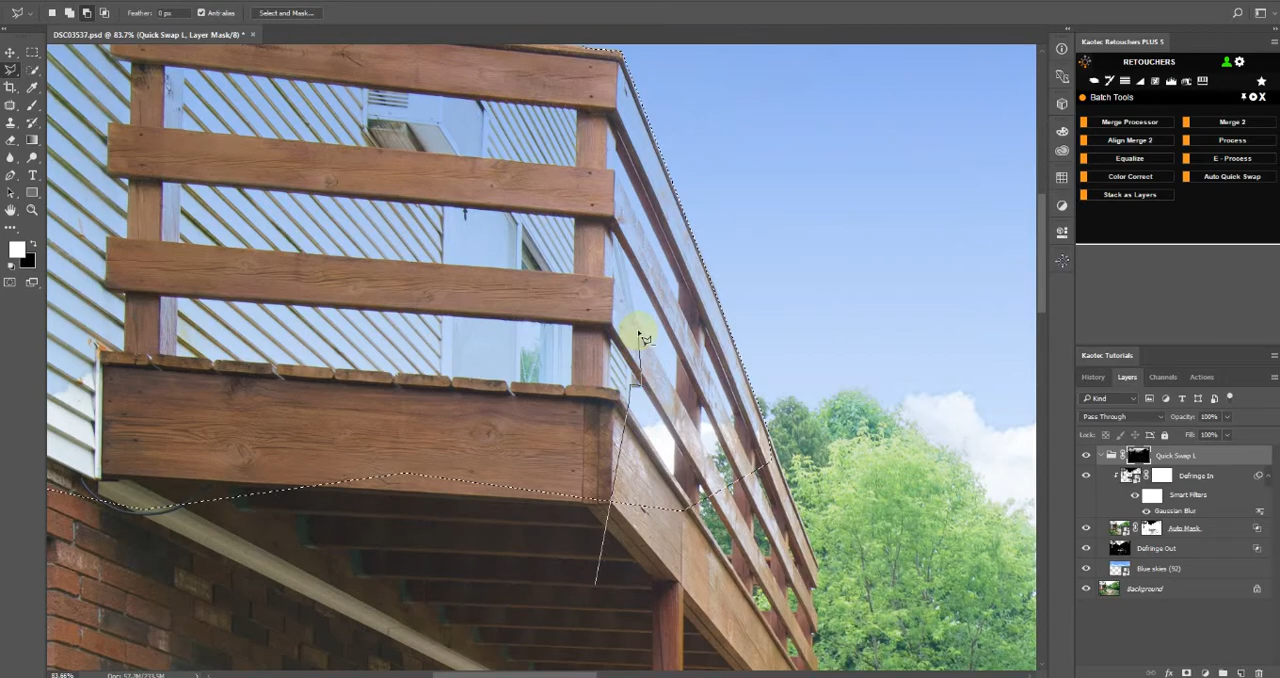 Feather: 0 px Anti-alias Select and Mask...
DSC03537.psd @ 83.7% (Quick Swap L, Layer Mask/8) * ×
Kaotec Retouchers PLUS 5
RETOUCHERS
Batch Tools
Merge Processor Merge 2
Align Merge 2 Process
Equalize E - Process
Color Correct Auto Quick Swap
Stack as Layers
Kaotec Tutorials
History Layers Channels Actions
Kind
Pass Through Opacity: 100%
Lock: Fill: 100%
Quick Swap L
Defringe In
Smart Filters
Gaussian Blur
Auto Mask
Defringe Out
Blue skies (92)
Background
83.66%